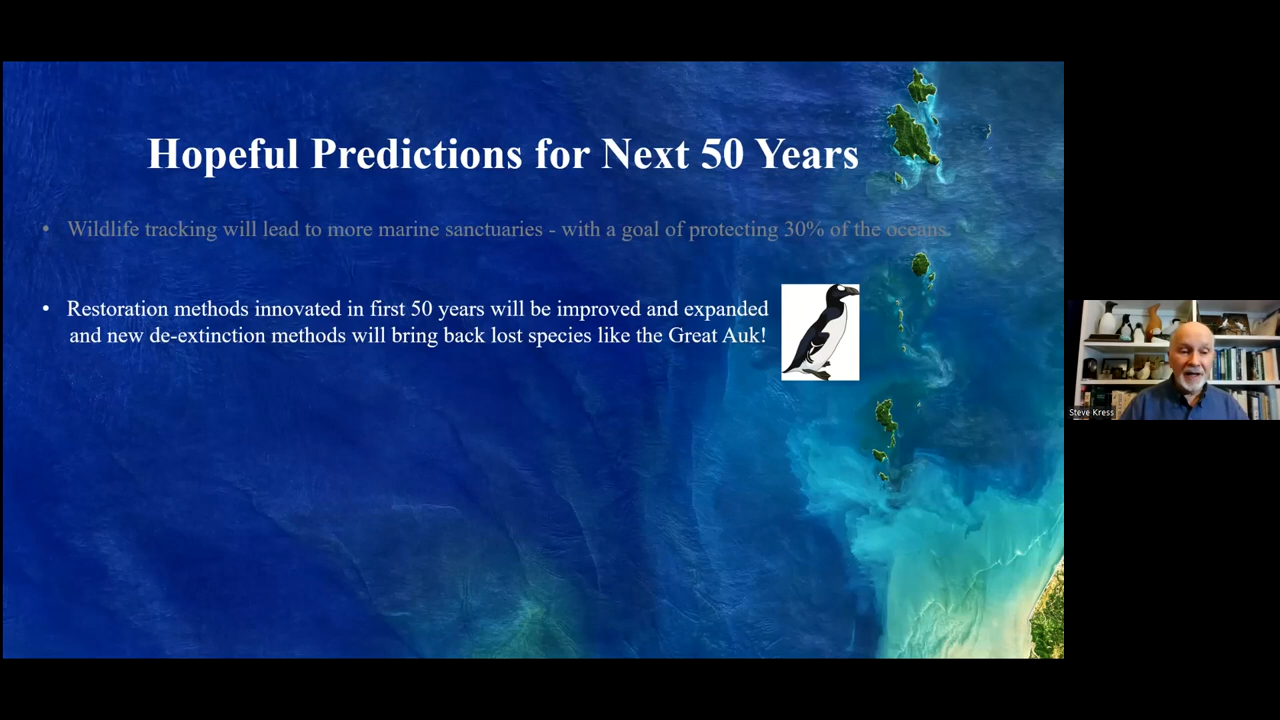 Hopeful Predictions for Next 50 Years
• Wildlife tracking will lead to more marine sanctuaries - with a goal of protecting 30% of the oceans.
• Restoration methods innovated in first 50 years will be improved and expanded
and new de-extinction methods will bring back lost species like the Great Auk!
Steve Kress